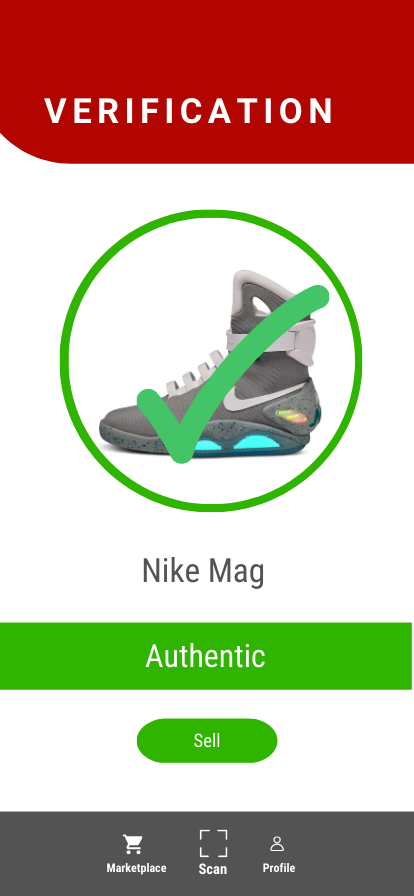 VERIFICATION
Nike Mag
Authentic
Sell
Marketplace
Scan
Profile